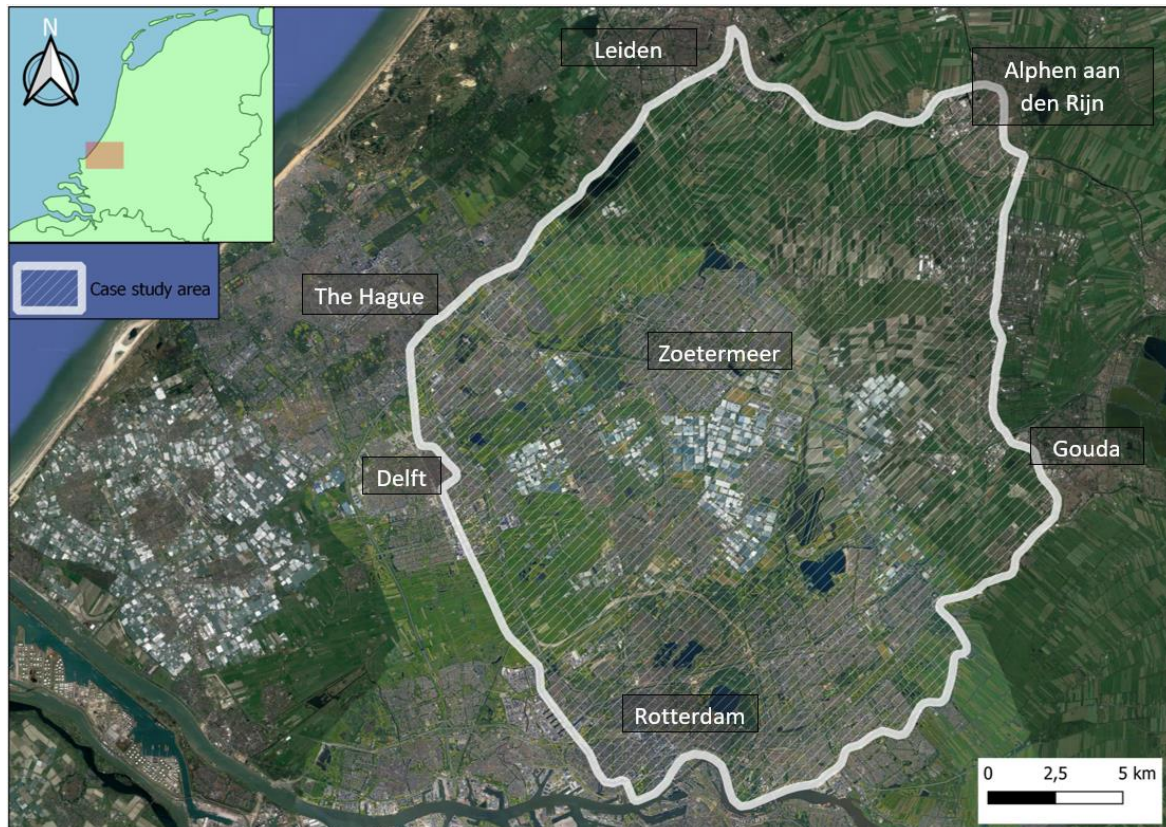 N
Leiden
Alphen aan
den Rijn
Case study area
The Hague
Zoetermeer
Gouda
Delft
Rotterdam
0 2,5 5 km